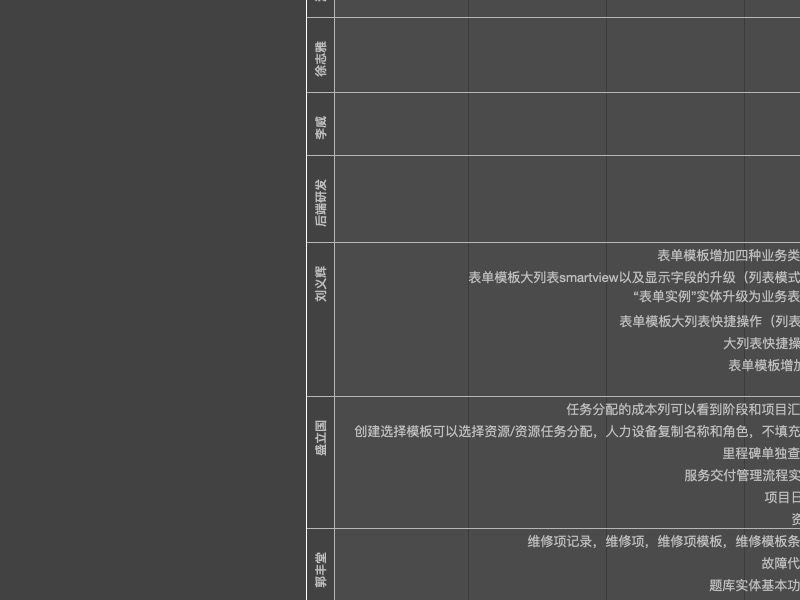 徐志雅
李威
后端研发
刘义辉
表单模板增加四种业务类
表单模板大列表smartview以及显示字段的升级（列表模式
“表单实例”实体升级为业务表
表单模板大列表快捷操作（列表
大列表快捷操
表单模板增加
盛立国
任务分配的成本列可以看到阶段和项目汇
创建选择模板可以选择资源/资源任务分配，人力设备复制名称和角色，不填充
里程碑单独查
服务交付管理流程实
项目日
资
郭丰堂
维修项记录，维修项，维修项模板，维修模板条
故障代
题库实体基本功